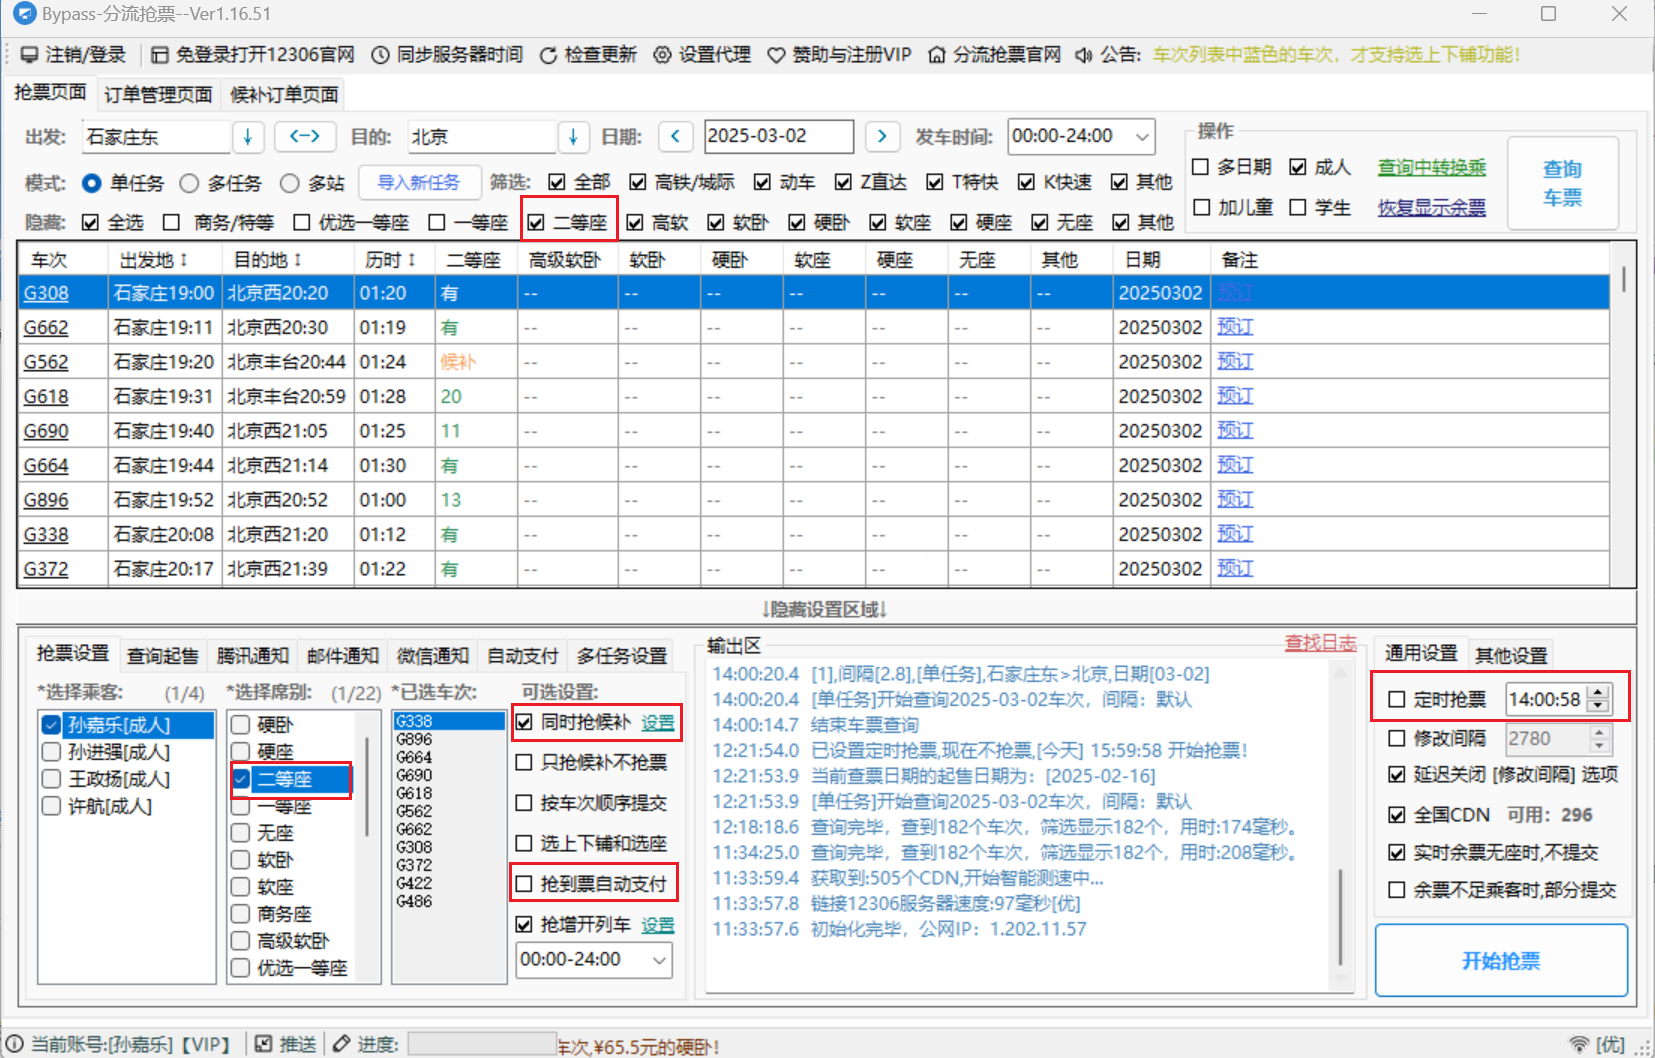 Bypass-分流抢票--Ver1.16.51
注销/登录 免登录打开12306官网 同步服务器时间 检查更新 设置代理 赞助与注册VIP 分流抢票官网 公告: 车次列表中蓝色的车次，才支持选上下铺功能!
抢票页面 订单管理页面 候补订单页面
出发: 石家庄东 ↓ <--> 目的: 北京 ↓ 日期: < 2025-03-02 > 发车时间: 00:00-24:00 操作
模式: 单任务 多任务 多站 导入新任务 筛选: 全部 高铁/城际 动车 Z直达 T特快 K快速 其他 多日期 成人 查询中转换乘 查询
隐藏: 全选 商务/特等 优选一等座 一等座 二等座 高软 软卧 硬卧 软座 硬座 无座 其他 加儿童 学生 恢复显示余票 车票
车次 出发地↕ 目的地↕ 历时↕ 二等座 高级软卧 软卧 硬卧 软座 硬座 无座 其他 日期 备注
G308 石家庄19:00 北京西20:20 01:20 有 -- -- -- -- -- -- -- 20250302 预订
G662 石家庄19:11 北京西20:30 01:19 有 -- -- -- -- -- -- -- 20250302 预订
G562 石家庄19:20 北京丰台20:44 01:24 候补 -- -- -- -- -- -- -- 20250302 预订
G618 石家庄19:31 北京丰台20:59 01:28 20 -- -- -- -- -- -- -- 20250302 预订
G690 石家庄19:40 北京西21:05 01:25 11 -- -- -- -- -- -- -- 20250302 预订
G664 石家庄19:44 北京西21:14 01:30 有 -- -- -- -- -- -- -- 20250302 预订
G896 石家庄19:52 北京西20:52 01:00 13 -- -- -- -- -- -- -- 20250302 预订
G338 石家庄20:08 北京西21:20 01:12 有 -- -- -- -- -- -- -- 20250302 预订
G372 石家庄20:17 北京西21:39 01:22 有 -- -- -- -- -- -- -- 20250302 预订
↓隐藏设置区域↓
抢票设置 查询起售 腾讯通知 邮件通知 微信通知 自动支付 多任务设置
*选择乘客: (1/4)
孙嘉乐[成人]
孙进强[成人]
王政扬[成人]
许航[成人]
*选择席别: (1/22)
硬卧
硬座
二等座
一等座
无座
软卧
软座
商务座
高级软卧
优选一等座
*已选车次:
G338
G896
G664
G690
G618
G562
G662
G308
G372
G422
G486
可选设置:
同时抢候补 设置
只抢候补不抢票
按车次顺序提交
选上下铺和选座
抢到票自动支付
抢增开列车 设置
00:00-24:00
输出区 查找日志
14:00:20.4 [1],间隔[2.8],[单任务],石家庄东>北京,日期[03-02]
14:00:20.4 [单任务]开始查询2025-03-02车次，间隔：默认
14:00:14.7 结束车票查询
12:21:54.0 已设置定时抢票,现在不抢票,[今天] 15:59:58 开始抢票!
12:21:53.9 当前查票日期的起售日期为：[2025-02-16]
12:21:53.9 [单任务]开始查询2025-03-02车次，间隔：默认
12:18:18.6 查询完毕，查到182个车次，筛选显示182个，用时:174毫秒。
11:34:25.0 查询完毕，查到182个车次，筛选显示182个，用时:208毫秒。
11:33:59.4 获取到:505个CDN,开始智能测速中...
11:33:57.8 链接12306服务器速度:97毫秒[优]
11:33:57.6 初始化完毕，公网IP：1.202.11.57
通用设置 其他设置
定时抢票 14:00:58
修改间隔 2780
延迟关闭 [修改间隔] 选项
全国CDN 可用：296
实时余票无座时,不提交
余票不足乘客时,部分提交
开始抢票
当前账号:[孙嘉乐]【VIP】 推送 进度: 车次,¥65.5元的硬卧! [优]